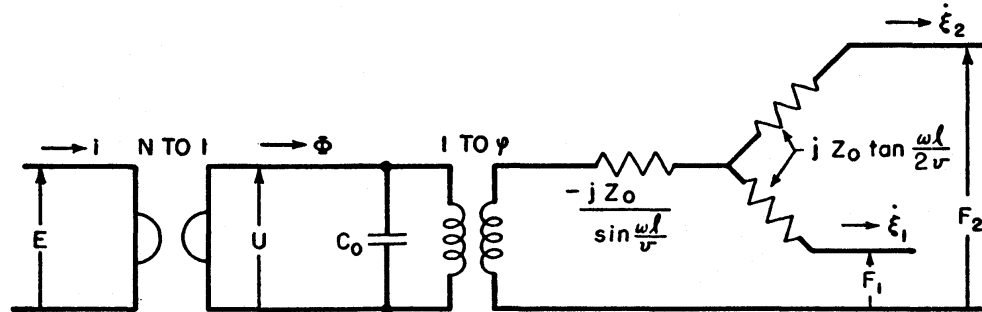 ξ̇₂
i
N TO 1
Φ
1 TO φ
j Z₀ tan ωl/2v
-j Z₀ / sin ωl/v
E
U
C₀
ξ̇₁
F₁
F₂